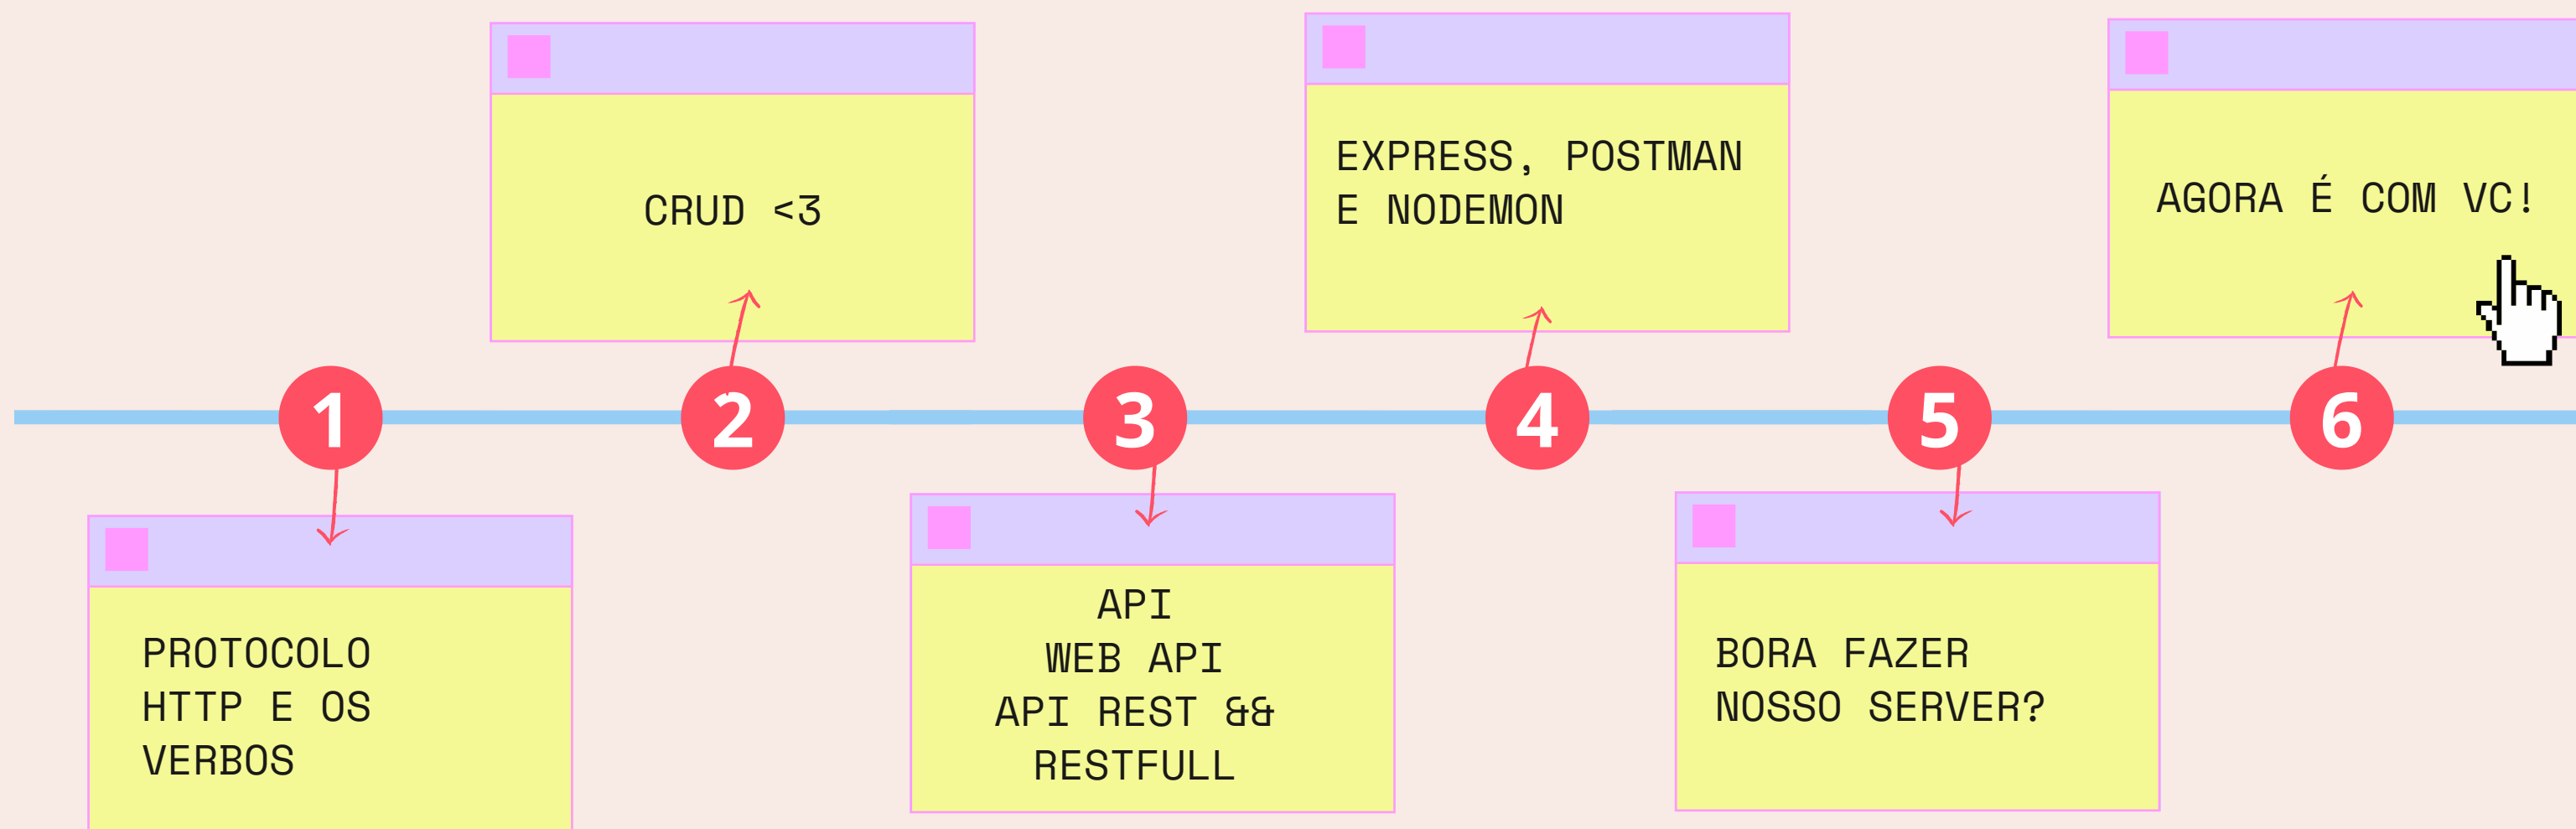 1
PROTOCOLO
HTTP E OS
VERBOS
2
CRUD <3
3
API
WEB API
API REST &&
RESTFULL
4
EXPRESS, POSTMAN
E NODEMON
5
BORA FAZER
NOSSO SERVER?
6
AGORA É COM VC!